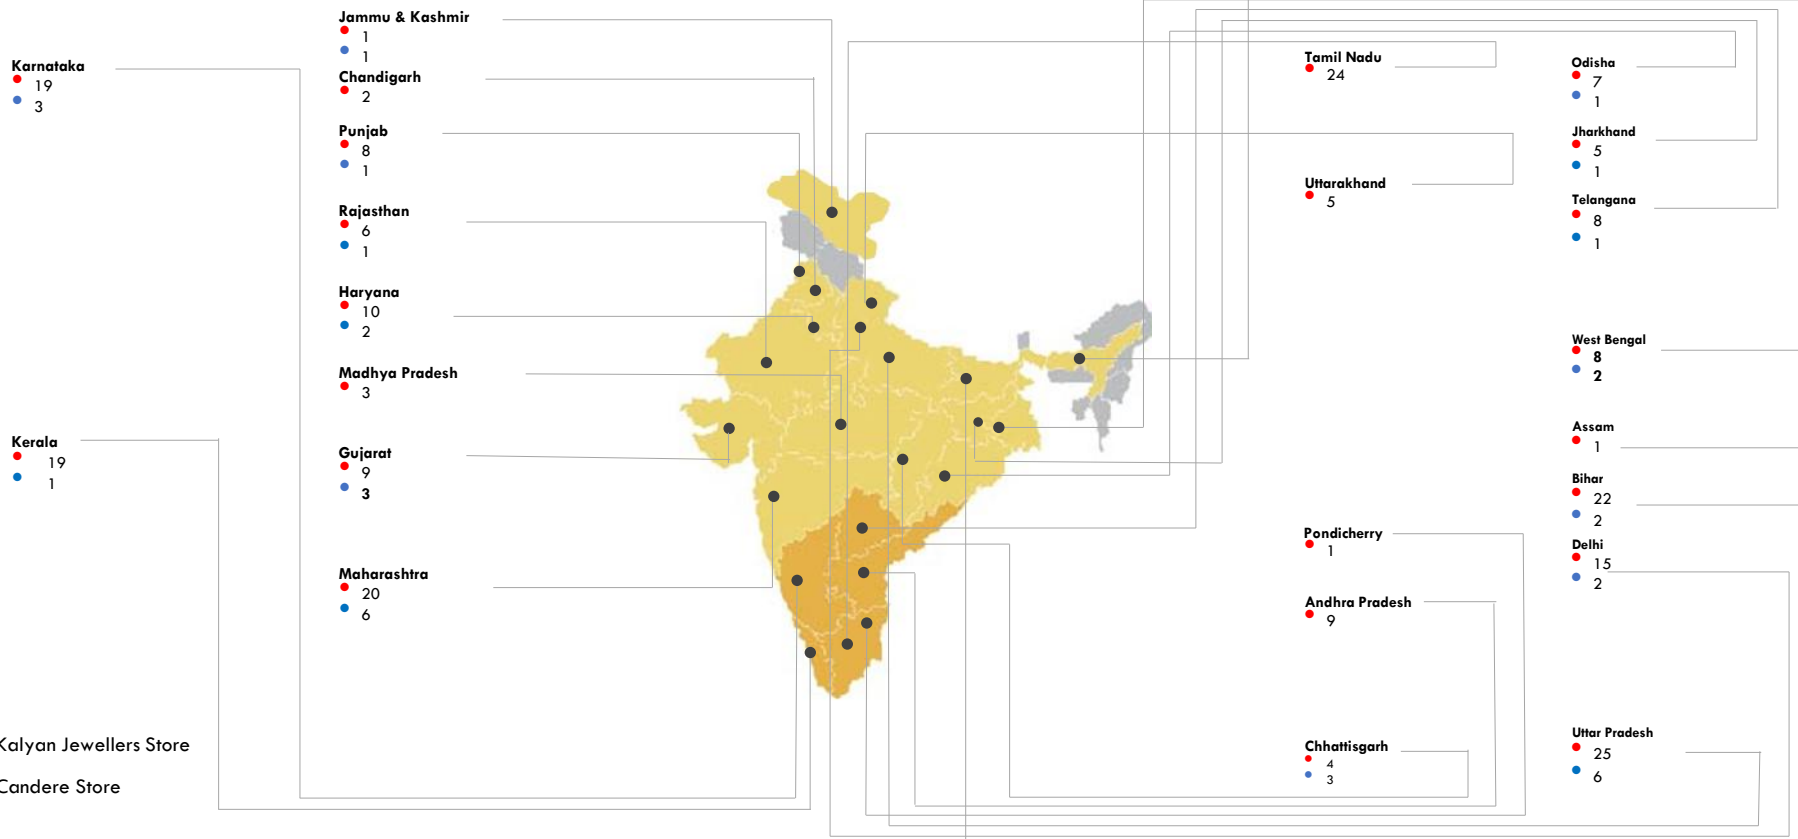 Karnataka
19
3
Kerala
19
1
Kalyan Jewellers Store
Candere Store
Jammu & Kashmir
1
1
Chandigarh
2
Punjab
8
1
Rajasthan
6
1
Haryana
10
2
Madhya Pradesh
3
Gujarat
9
3
Maharashtra
20
6
Tamil Nadu
24
Uttarakhand
5
Pondicherry
1
Andhra Pradesh
9
Chhattisgarh
4
3
Odisha
7
1
Jharkhand
5
1
Telangana
8
1
West Bengal
8
2
Assam
1
Bihar
22
2
Delhi
15
2
Uttar Pradesh
25
6